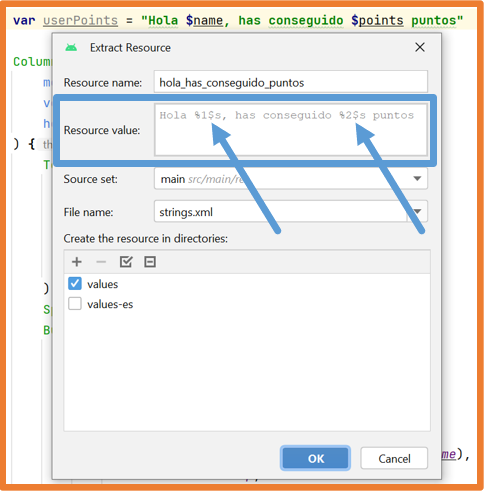 var userPoints = "Hola $name, has conseguido $points puntos"
Colum
Extract Resource
m
Resource name: hola_has_conseguido_puntos
v
h
Resource value: Hola %1$s, has conseguido %2$s puntos
) { th
T
Source set: main src/main/re
File name: strings.xml
Create the resource in directories:
values
)
values-es
S
B
me),
OK
Cancel